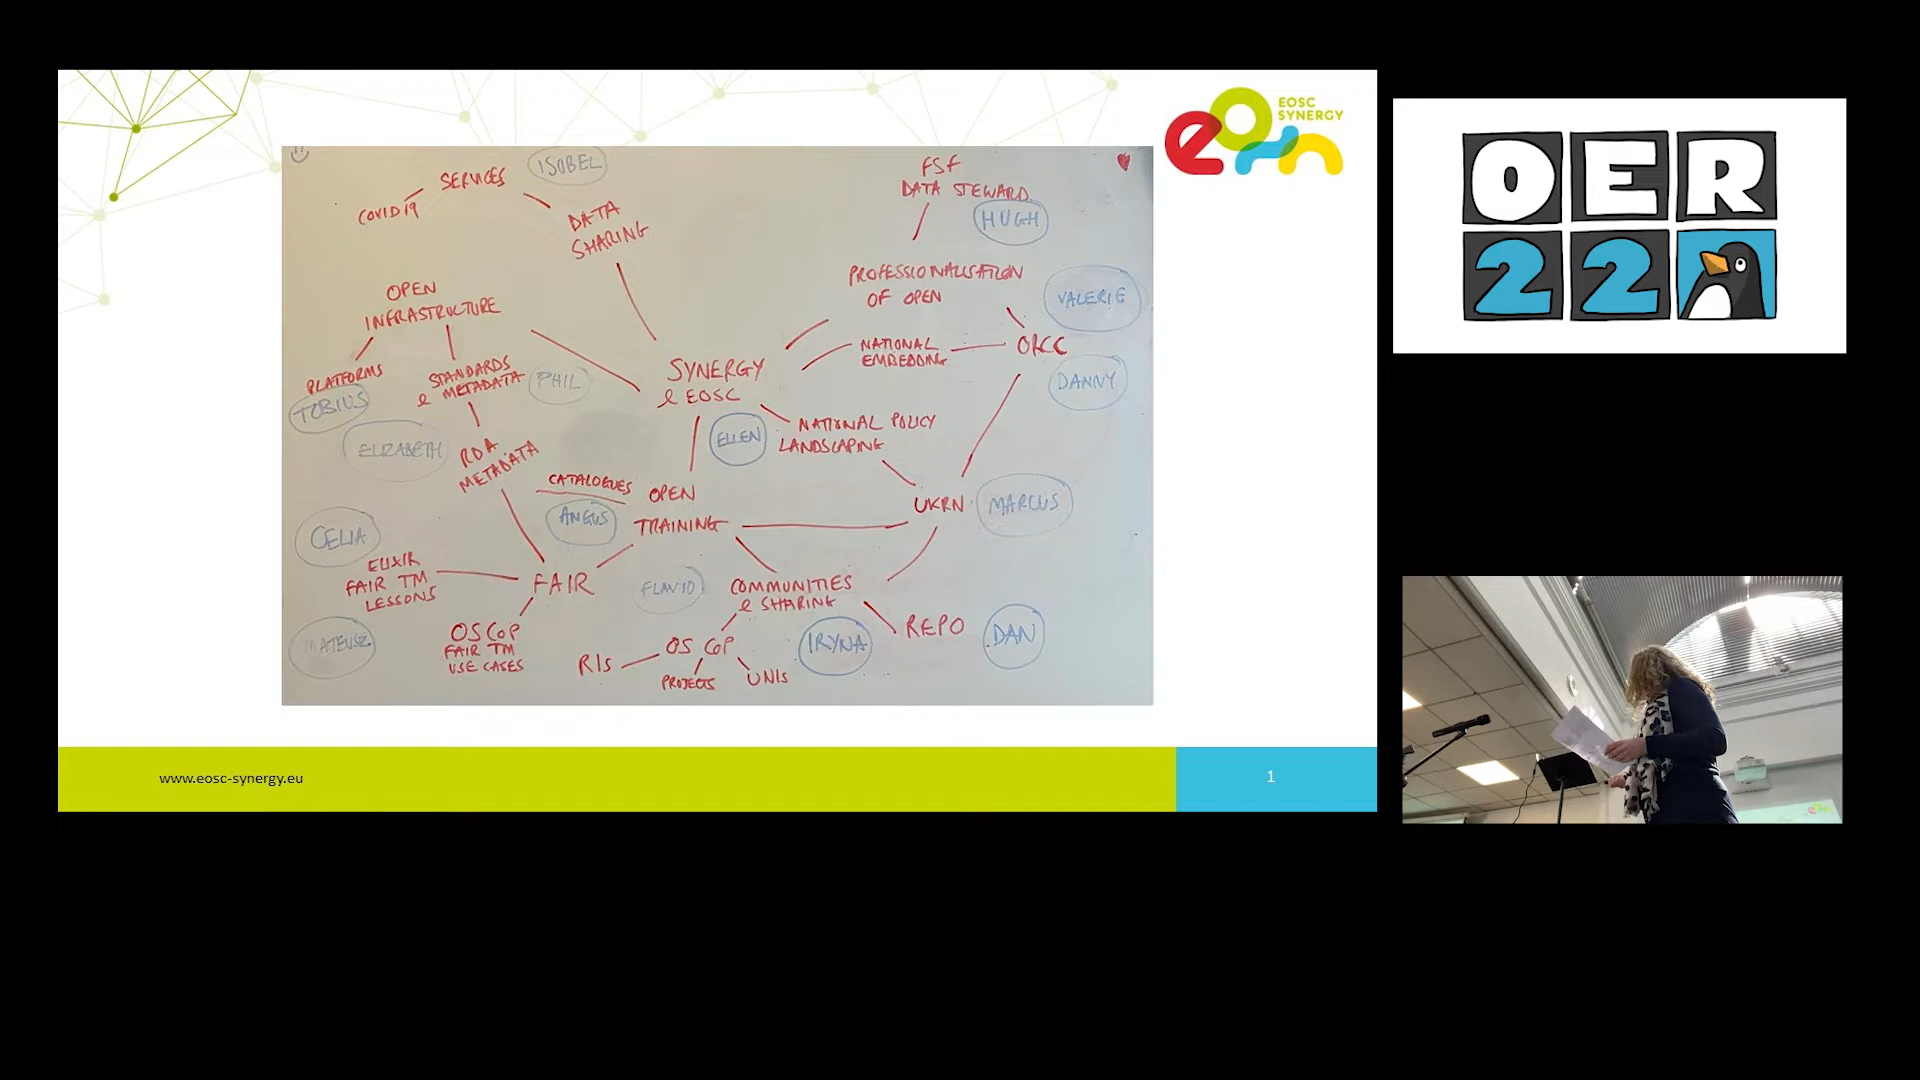 EOSC
SYNERGY
SERVICES
ISOBEL
COVID19
DATA
SHARING
FSF
DATA STEWARD
HUGH
PROFESSIONALISATION
OF OPEN
VALERIE
OPEN
INFRASTRUCTURE
NATIONAL
EMBEDDING
DANNY
PLATFORMS
TOBIUS
STANDARDS
& METADATA
PHIL
SYNERGY
& EOSC
ELLEN
NATIONAL POLICY
LANDSCAPING
ELIZABETH
RDA
METADATA
CATALOGUES
ANGUS
OPEN
TRAINING
UKRN
MARCUS
CELIA
ELIXIR
FAIR TM
LESSONS
FAIR
FLAVIO
COMMUNITIES
& SHARING
MATEUSZ
OS CoP
FAIR TM
USE CASES
RIs
OS CoP
PROJECTS
UNIs
IRYNA
REPO
DAN
www.eosc-synergy.eu
1
OER
22